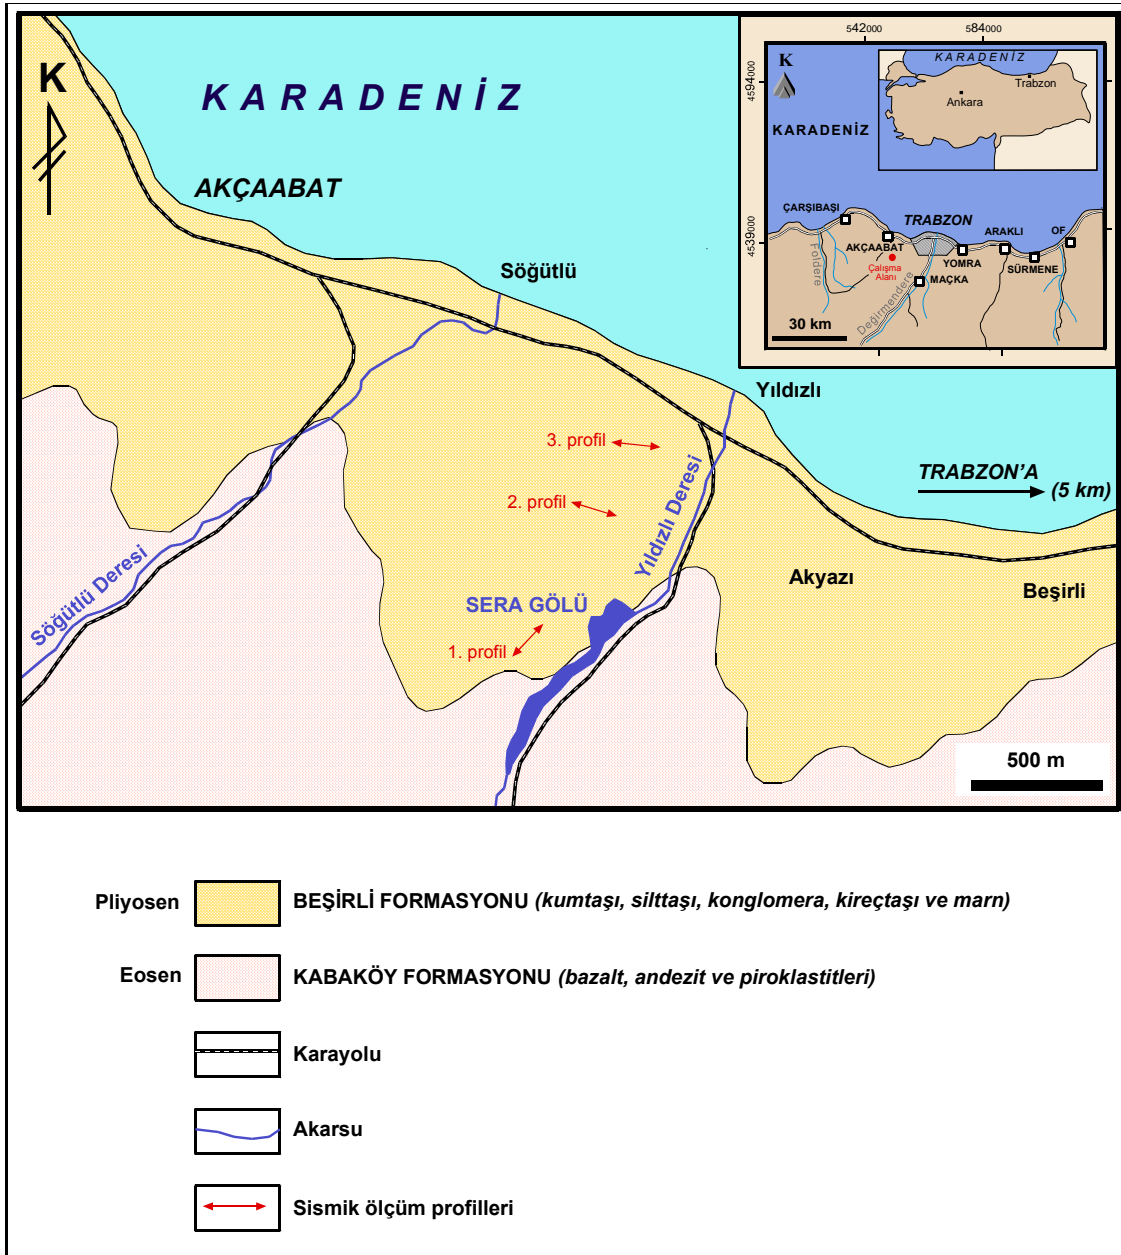 K
KARADENİZ
AKÇAABAT
Söğütlü
Yıldızlı
TRABZON'A
(5 km)
3. profil
2. profil
1. profil
Yıldızlı Deresi
Söğütlü Deresi
SERA GÖLÜ
Akyazı
Beşirli
500 m
542000
584000
4594000
4539000
K
KARADENİZ
KARADENİZ
Trabzon
Ankara
ÇARŞIBAŞI
TRABZON
AKÇAABAT
ARAKLI
OF
YOMRA
SÜRMENE
MAÇKA
Çalışma
Alanı
Foldere
Değirmendere
30 km
Pliyosen
BEŞİRLİ FORMASYONU (kumtaşı, silttaşı, konglomera, kireçtaşı ve marn)
Eosen
KABAKÖY FORMASYONU (bazalt, andezit ve piroklastitleri)
Karayolu
Akarsu
Sismik ölçüm profilleri